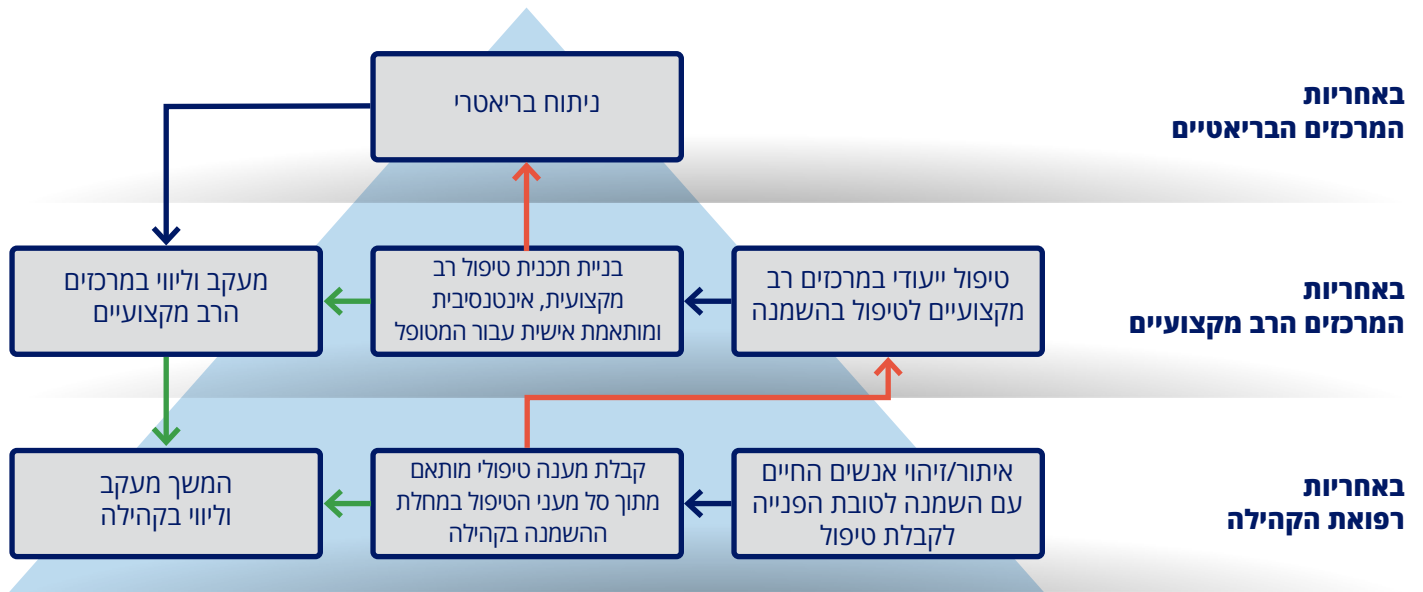 באחריות
המרכזים הבריאטיים
ניתוח בריאטרי
באחריות
המרכזים הרב מקצועיים
טיפול ייעודי במרכזים רב
מקצועיים לטיפול בהשמנה
בניית תכנית טיפול רב
מקצועית, אינטנסיבית
ומותאמת אישית עבור המטופל
מעקב וליווי במרכזים
הרב מקצועיים
באחריות
רפואת הקהילה
איתור/זיהוי אנשים החיים
עם השמנה לטובת הפנייה
לקבלת טיפול
קבלת מענה טיפולי מותאם
מתוך סל מעני הטיפול במחלת
ההשמנה בקהילה
המשך מעקב
וליווי בקהילה